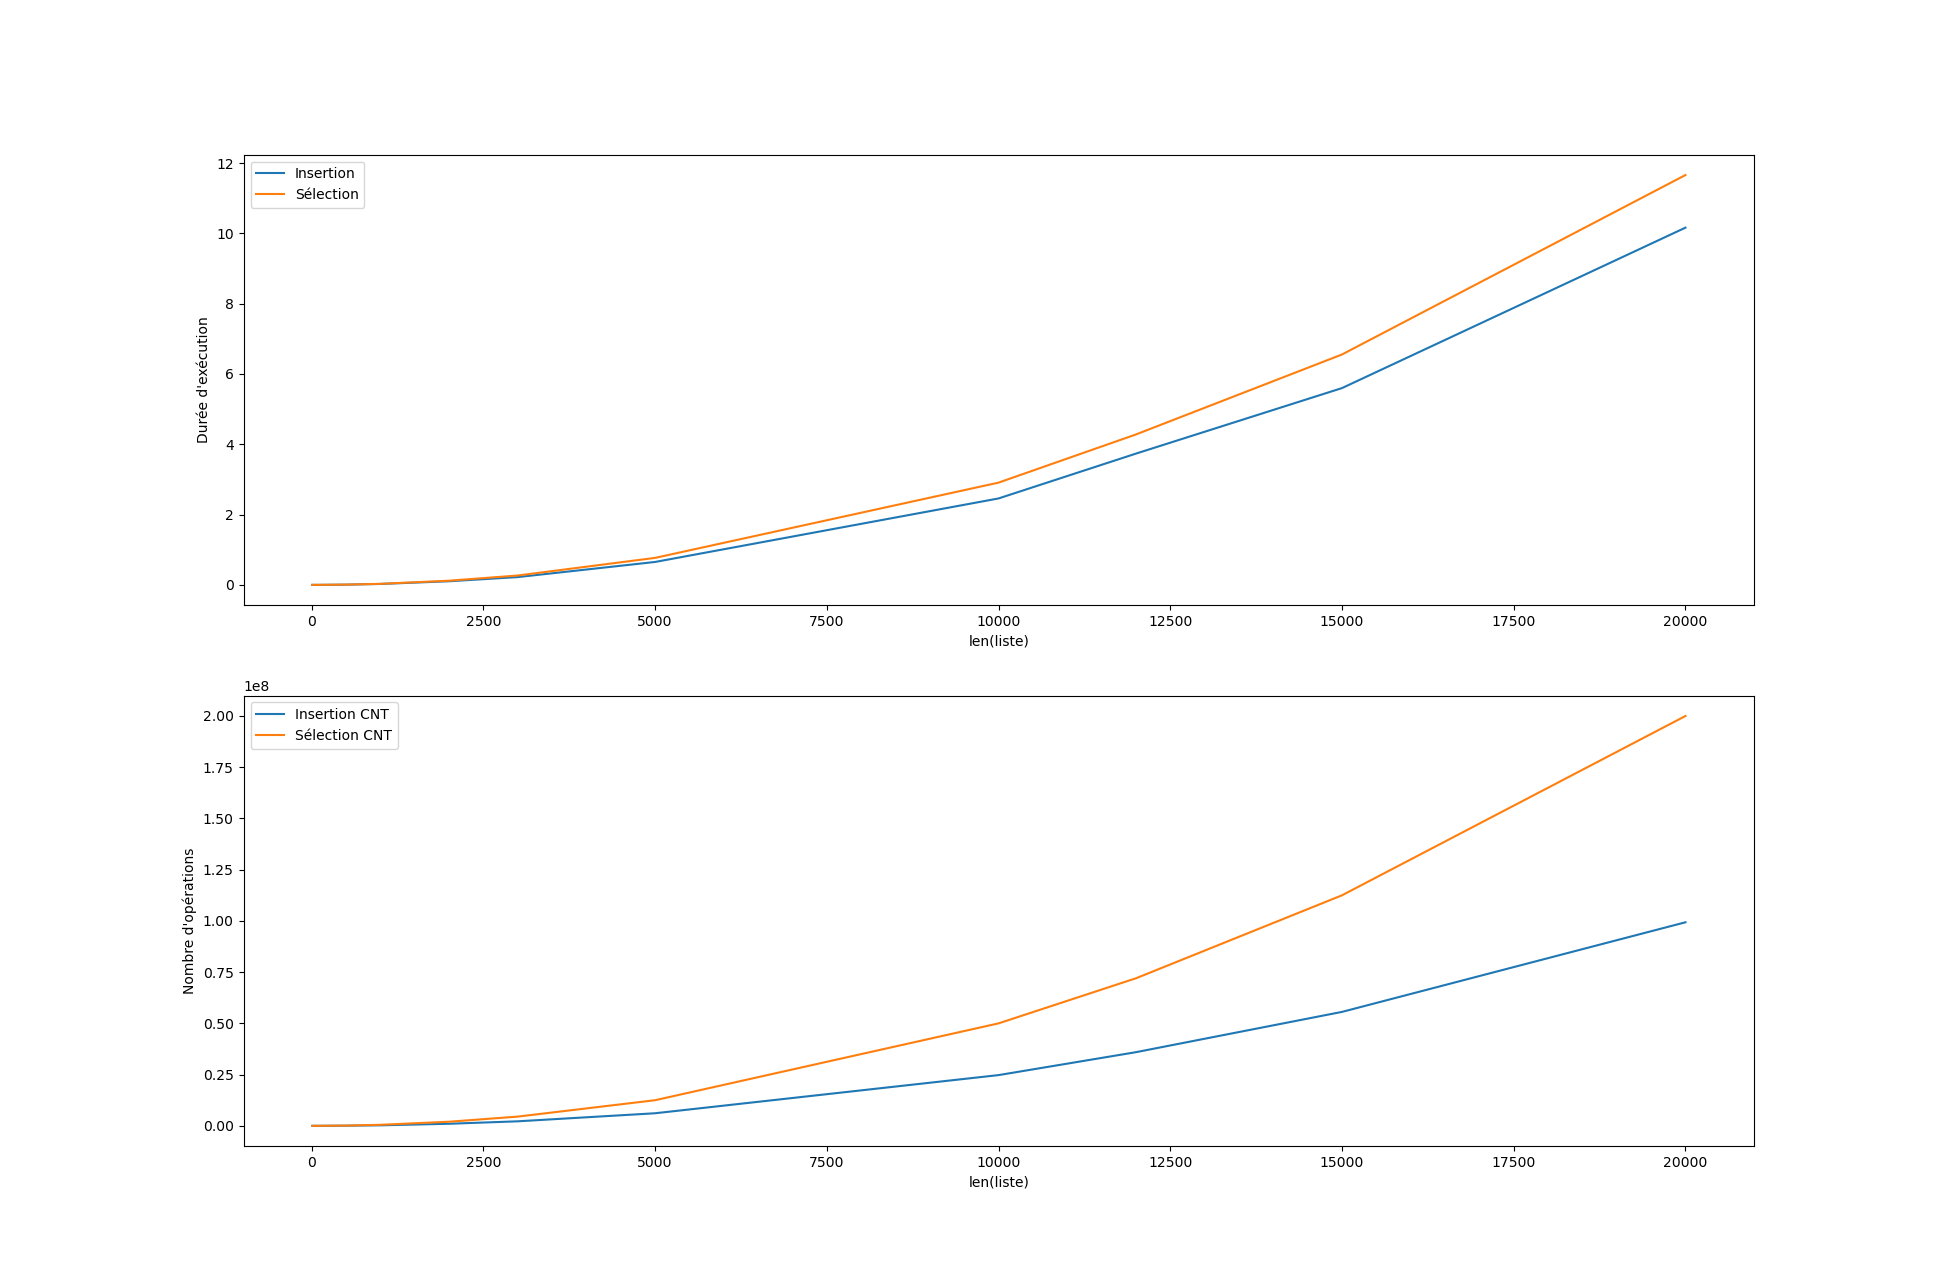 12
10
8
6
4
2
0
Durée d'exécution
Insertion
Sélection
0 2500 5000 7500 10000 12500 15000 17500 20000
len(liste)
1e8
2.00
1.75
1.50
1.25
1.00
0.75
0.50
0.25
0.00
Nombre d'opérations
Insertion CNT
Sélection CNT
0 2500 5000 7500 10000 12500 15000 17500 20000
len(liste)